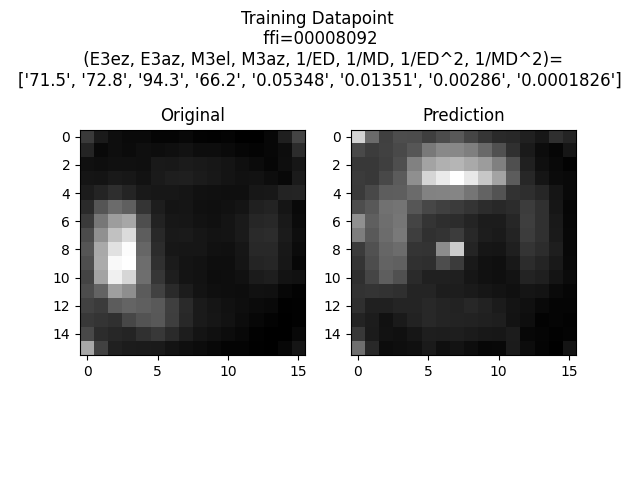 Training Datapoint
ffi=00008092
(E3ez, E3az, M3el, M3az, 1/ED, 1/MD, 1/ED^2, 1/MD^2)=
['71.5', '72.8', '94.3', '66.2', '0.05348', '0.01351', '0.00286', '0.0001826']
Original
Prediction
0
2
4
6
8
10
12
14
0 5 10 15
0
2
4
6
8
10
12
14
0 5 10 15